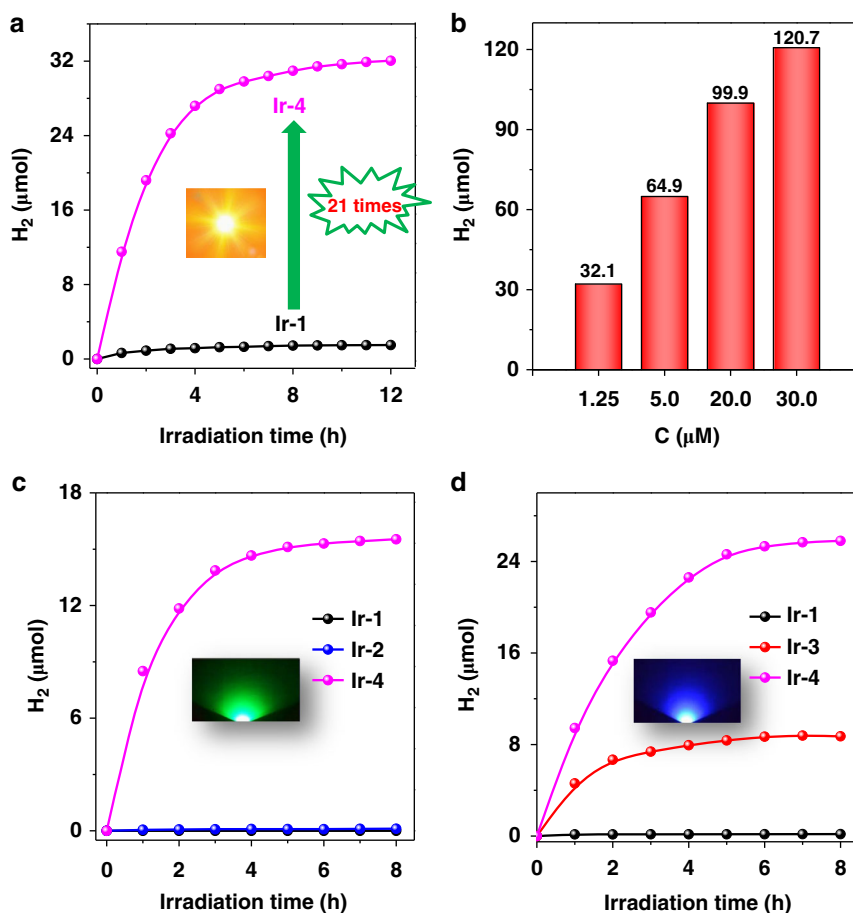 a
H2 (μmol)
32
24
16
8
0
Ir-4
21 times
Ir-1
0 4 8 12
Irradiation time (h)
b
H2 (μmol)
120
90
60
30
0
120.7
99.9
64.9
32.1
1.25 5.0 20.0 30.0
C (μM)
c
H2 (μmol)
18
12
6
0
Ir-1
Ir-2
Ir-4
0 2 4 6 8
Irradiation time (h)
d
H2 (μmol)
24
16
8
0
Ir-1
Ir-3
Ir-4
0 2 4 6 8
Irradiation time (h)